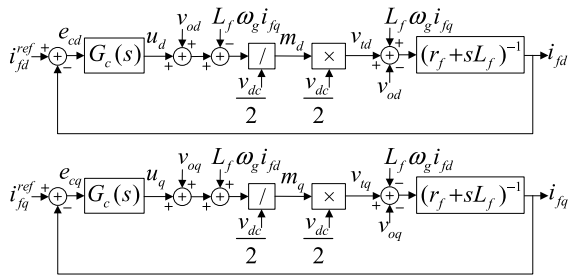 e_cd u_d v_od L_f ω_g i_fq m_d v_td L_f ω_g i_fq
i_fd^ref + − G_c(s) + + + − / × + + − (r_f + sL_f)^−1 i_fd
v_dc/2 v_dc/2 v_od
e_cq u_q v_oq L_f ω_g i_fd m_q v_tq L_f ω_g i_fd
i_fq^ref + − G_c(s) + + + + / × + − − (r_f + sL_f)^−1 i_fq
v_dc/2 v_dc/2 v_oq